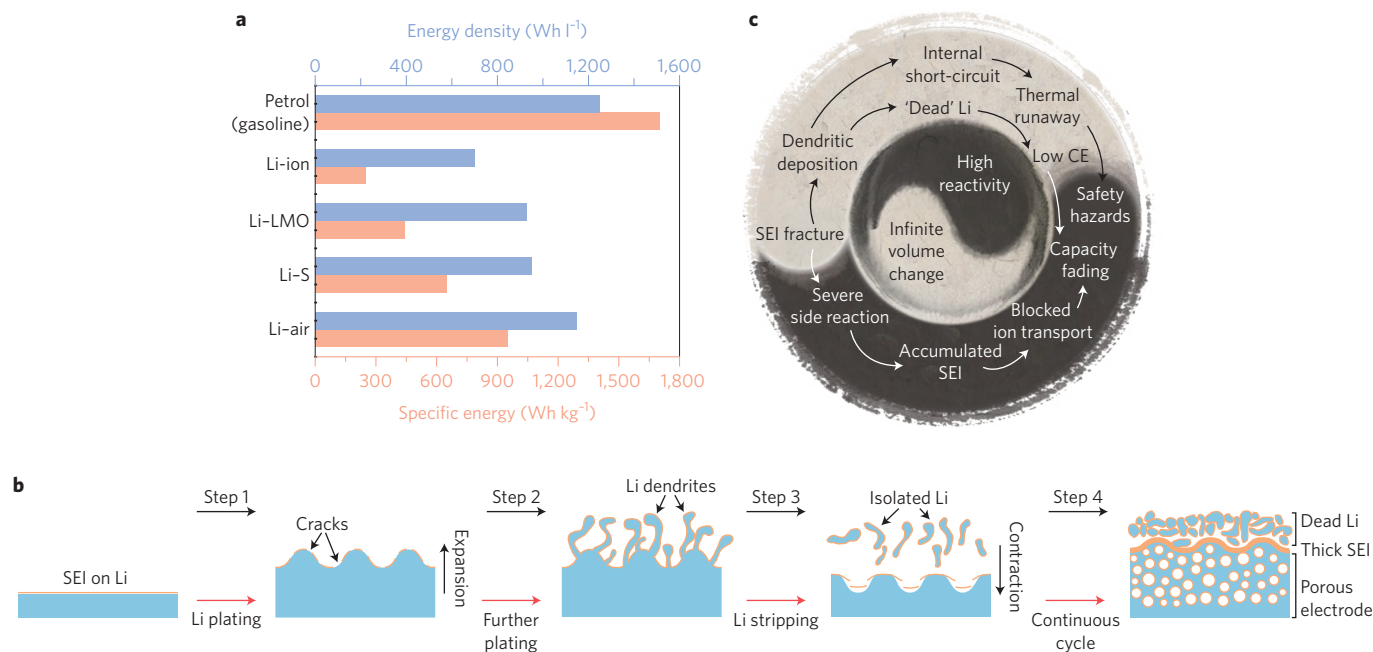 a
Energy density (Wh l⁻¹)
0 400 800 1,200 1,600
Petrol
(gasoline)
Li-ion
Li–LMO
Li–S
Li–air
0 300 600 900 1,200 1,500 1,800
Specific energy (Wh kg⁻¹)
c
Internal
short-circuit
Thermal
runaway
'Dead' Li
Dendritic
deposition
Low CE
High
reactivity
Safety
hazards
SEI fracture
Infinite
volume
change
Capacity
fading
Severe
side reaction
Blocked
ion transport
Accumulated
SEI
b
SEI on Li
Step 1
Li plating
Cracks
Expansion
Step 2
Further
plating
Li dendrites
Step 3
Li stripping
Isolated Li
Contraction
Step 4
Continuous
cycle
Dead Li
Thick SEI
Porous
electrode